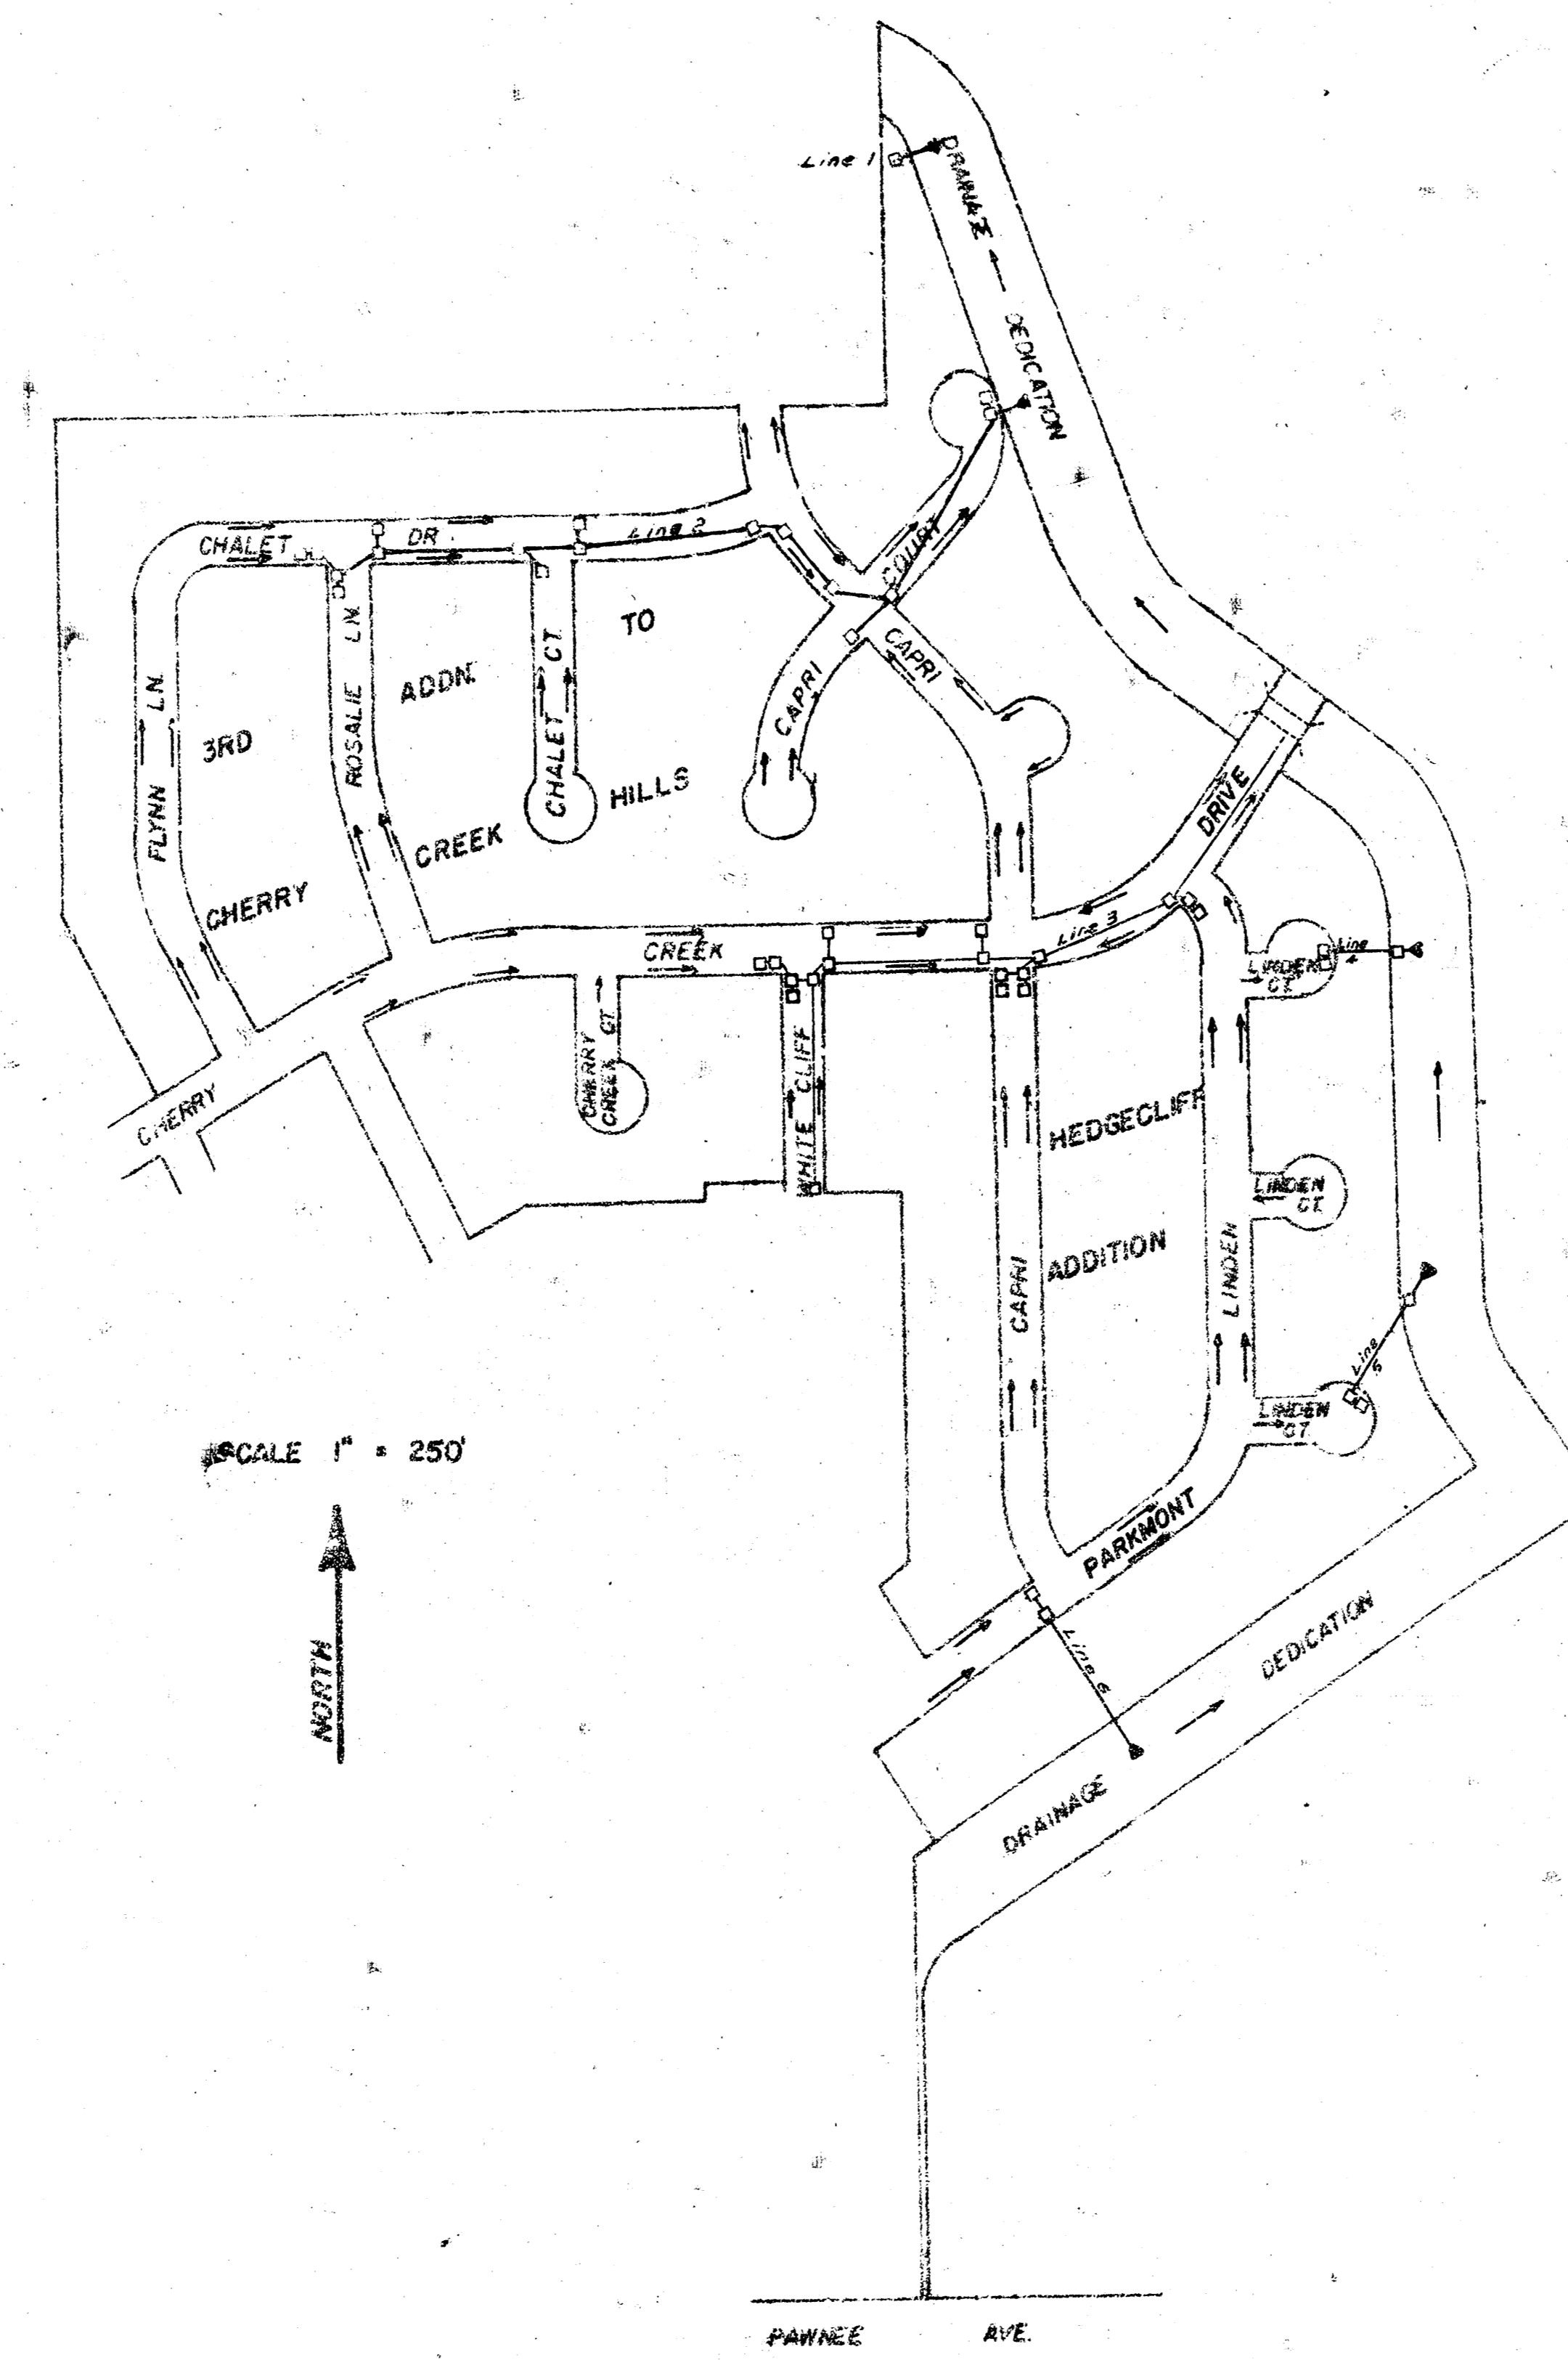 Line 1
DRAINAGE
DEDICATION
CHALET
DR.
Line 2
COURT
TO
CAPRI
CAPRI
ROSALIE LN.
CHALET CT.
FLYNN LN.
ADDN.
3RD
HILLS
CREEK
CHERRY
DRIVE
Line 3
CREEK
LINDEN
CT.
Line
CHERRY
CREEK CT
WHITE CLIFF
CHERRY
HEDGECLIFF
LINDEN
CT.
ADDITION
CAPRI
LINDEN
Line
5
LINDEN
CT.
SCALE 1" = 250'
PARKMONT
NORTH
Line 6
DEDICATION
DRAINAGE
PAWNEE AVE.